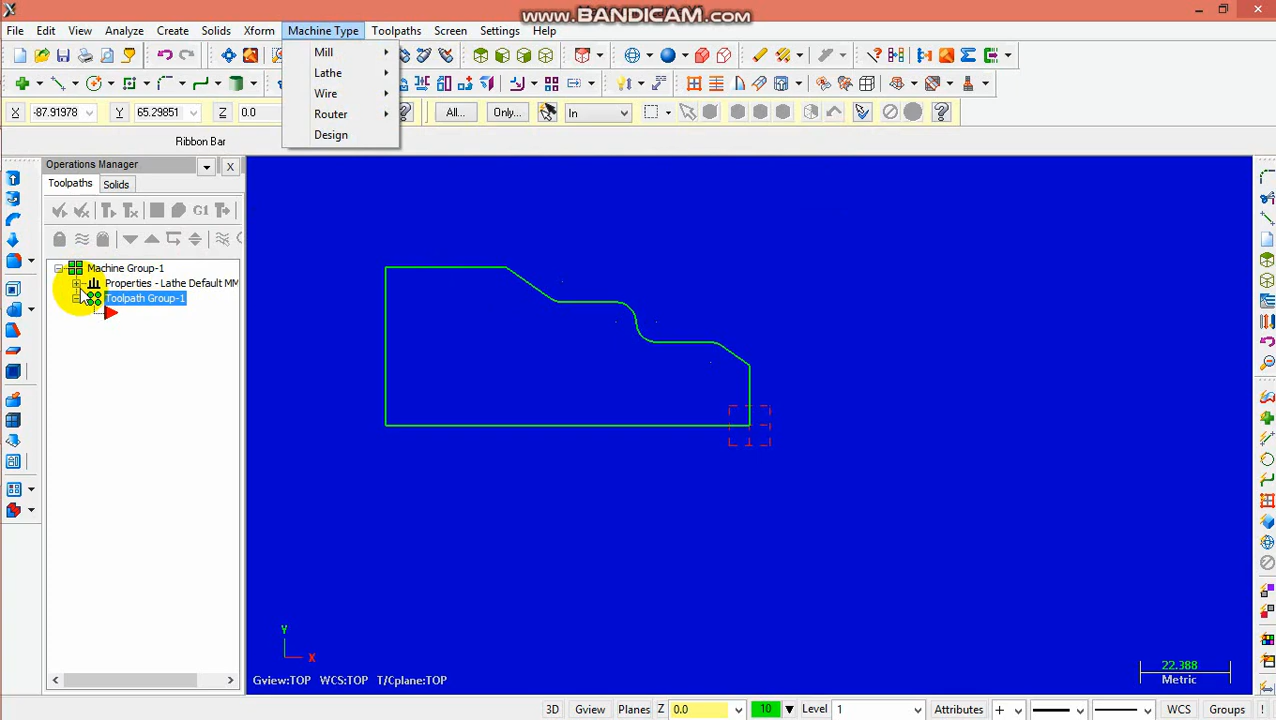 www.BANDICAM.com
File Edit View Analyze Create Solids Xform Machine Type Toolpaths Screen Settings Help
Mill
Lathe
Wire
Router
Design
X -87.91978 Y 65.29851 Z 0.0 All... Only... In
Ribbon Bar
Operations Manager
Toolpaths Solids
G1
Machine Group-1
Properties - Lathe Default MM
Toolpath Group-1
Y
X
Gview:TOP WCS:TOP T/Cplane:TOP
22.388
Metric
3D Gview Planes Z 0.0 10 Level 1 Attributes WCS Groups !